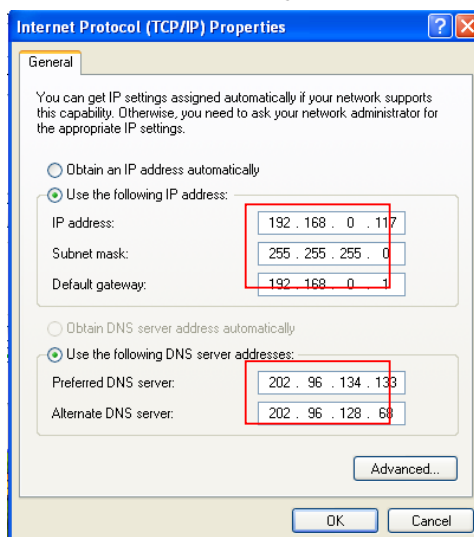 Internet Protocol (TCP/IP) Properties
General
You can get IP settings assigned automatically if your network supports
this capability. Otherwise, you need to ask your network administrator for
the appropriate IP settings.
Obtain an IP address automatically
Use the following IP address:
IP address: 192 . 168 . 0 . 117
Subnet mask: 255 . 255 . 255 . 0
Default gateway: 192 . 168 . 0 . 1
Obtain DNS server address automatically
Use the following DNS server addresses:
Preferred DNS server: 202 . 96 . 134 . 133
Alternate DNS server: 202 . 96 . 128 . 68
Advanced...
OK Cancel